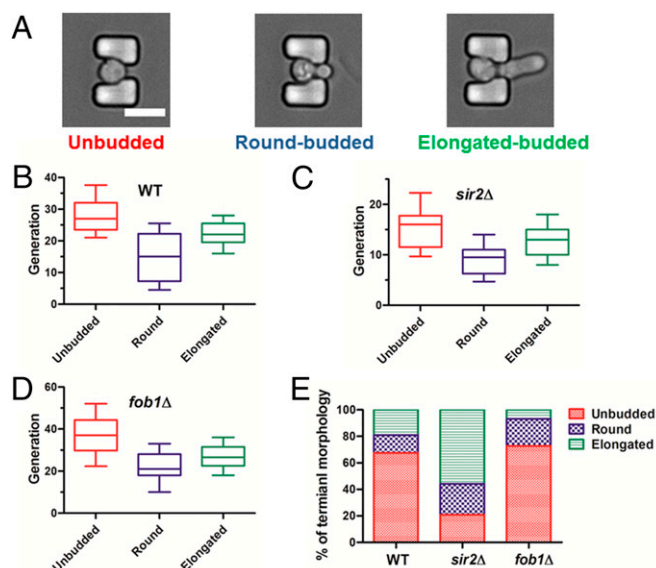 A
Unbudded
Round-budded
Elongated-budded
B
WT
Generation
40
30
20
10
0
Unbudded
Round
Elongated
C
sir2Δ
Generation
20
10
0
Unbudded
Round
Elongated
D
fob1Δ
Generation
60
40
20
0
Unbudded
Round
Elongated
E
% of termianl morphology
100
80
60
40
20
0
WT
sir2Δ
fob1Δ
Unbudded
Round
Elongated